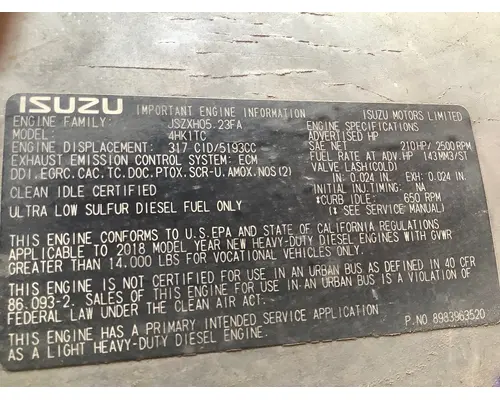 ISUZU IMPORTANT ENGINE INFORMATION ISUZU MOTORS LIMITED
ENGINE FAMILY: JSZXH05.23FA
MODEL: 4HK1TC
ENGINE DISPLACEMENT: 317 CID/5193CC
EXHAUST EMISSION CONTROL SYSTEM: ECM
DDI.EGRC.CAC.TC.DOC.PTOX.SCR-U.AMOX.NOS(2)
CLEAN IDLE CERTIFIED
ULTRA LOW SULFUR DIESEL FUEL ONLY
ENGINE SPECIFICATIONS
ADVERTISED HP
SAE NET 210HP/2500RPM
FUEL RATE AT ADV.HP 143MM3/ST
VALVE LASH(COLD)
IN: 0.024 IN. EXH: 0.024 IN.
INITIAL INJ.TIMING: NA
*CURB IDLE: 650 RPM
(* SEE SERVICE MANUAL)
THIS ENGINE CONFORMS TO U.S.EPA AND STATE OF CALIFORNIA REGULATIONS
APPLICABLE TO 2018 MODEL YEAR NEW HEAVY-DUTY DIESEL ENGINES WITH GVWR
GREATER THAN 14.000 LBS FOR VOCATIONAL VEHICLES ONLY.
THIS ENGINE IS NOT CERTIFIED FOR USE IN AN URBAN BUS AS DEFINED IN 40 CFR
86.093-2. SALES OF THIS ENGINE FOR USE IN AN URBAN BUS IS A VIOLATION OF
FEDERAL LAW UNDER THE CLEAN AIR ACT.
THIS ENGINE HAS A PRIMARY INTENDED SERVICE APPLICATION
AS A LIGHT HEAVY-DUTY DIESEL ENGINE.
P.NO 8983963520